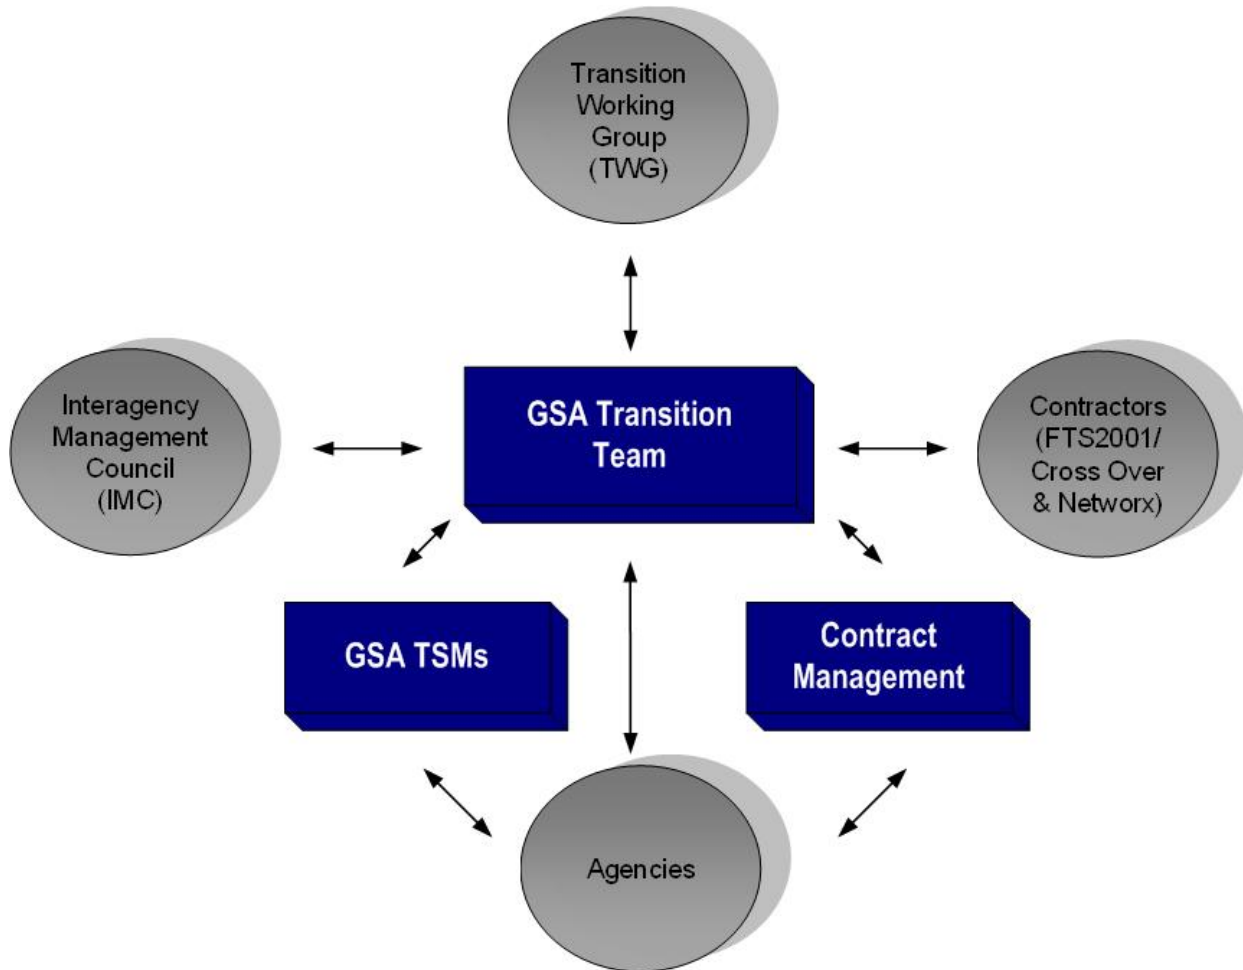 Transition
Working
Group
(TWG)
Interagency
Management
Council
(IMC)
GSA Transition
Team
Contractors
(FTS2001/
Cross Over
& Networx)
GSA TSMs
Contract
Management
Agencies